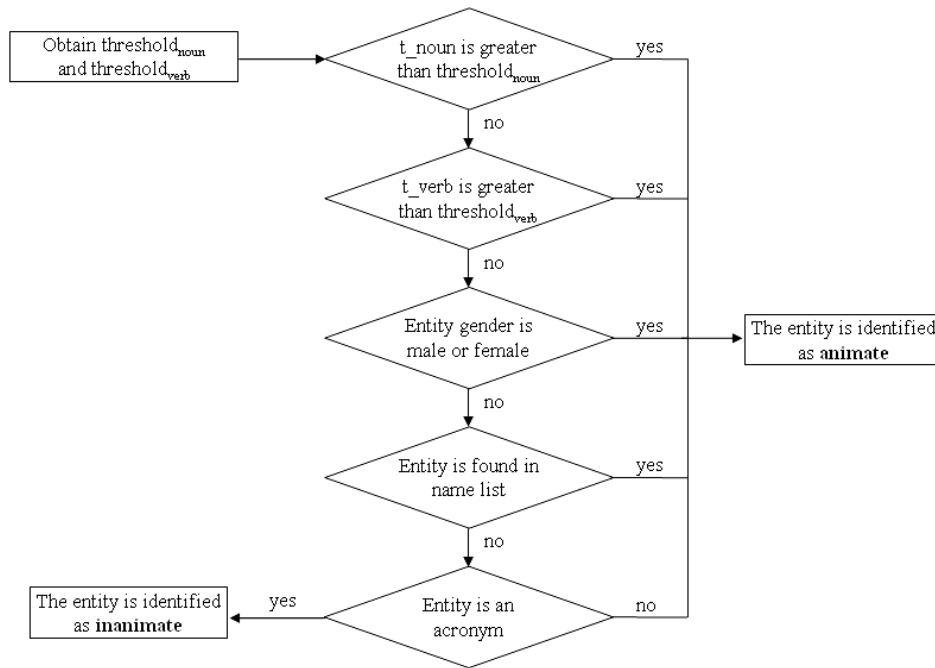 Obtain threshold_noun
and threshold_verb
t_noun is greater
than threshold_noun
yes
no
t_verb is greater
than threshold_verb
yes
no
Entity gender is
male or female
yes
The entity is identified
as animate
no
Entity is found in
name list
yes
no
The entity is identified
as inanimate
yes
Entity is an
acronym
no